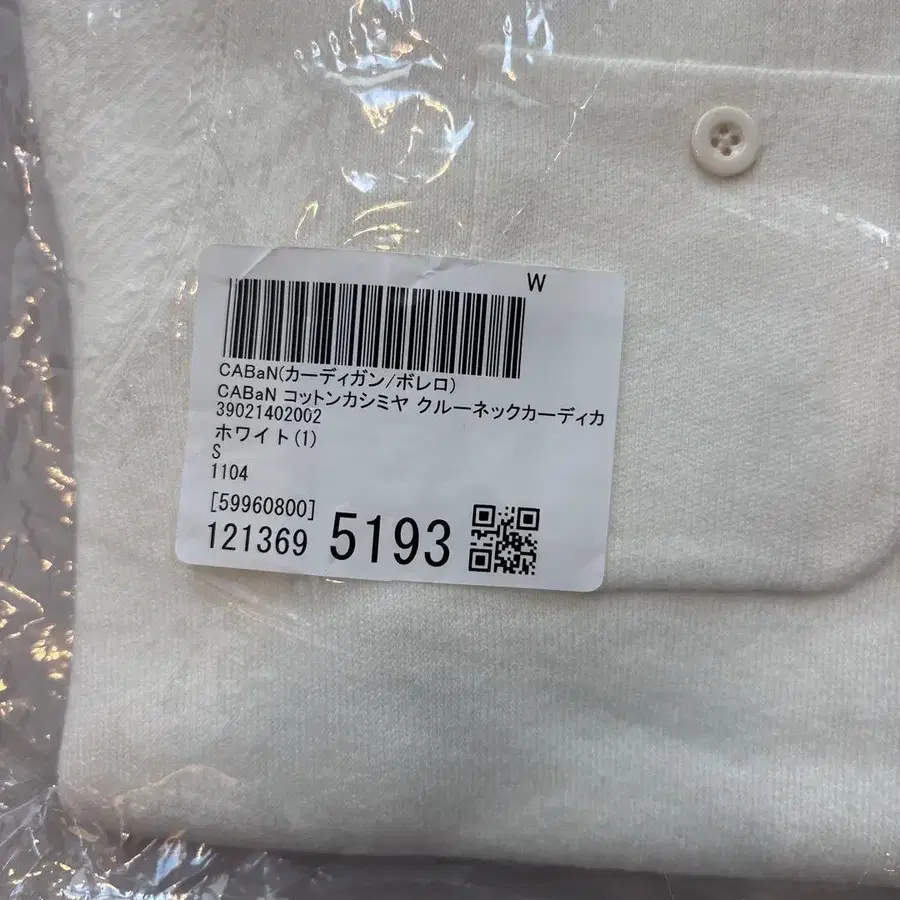 W
CABaN(カーディガン/ボレロ)
CABaN コットンカシミヤ クルーネックカーディカ
39021402002
ホワイト(1)
S
1104
[59960800]
121369 5193